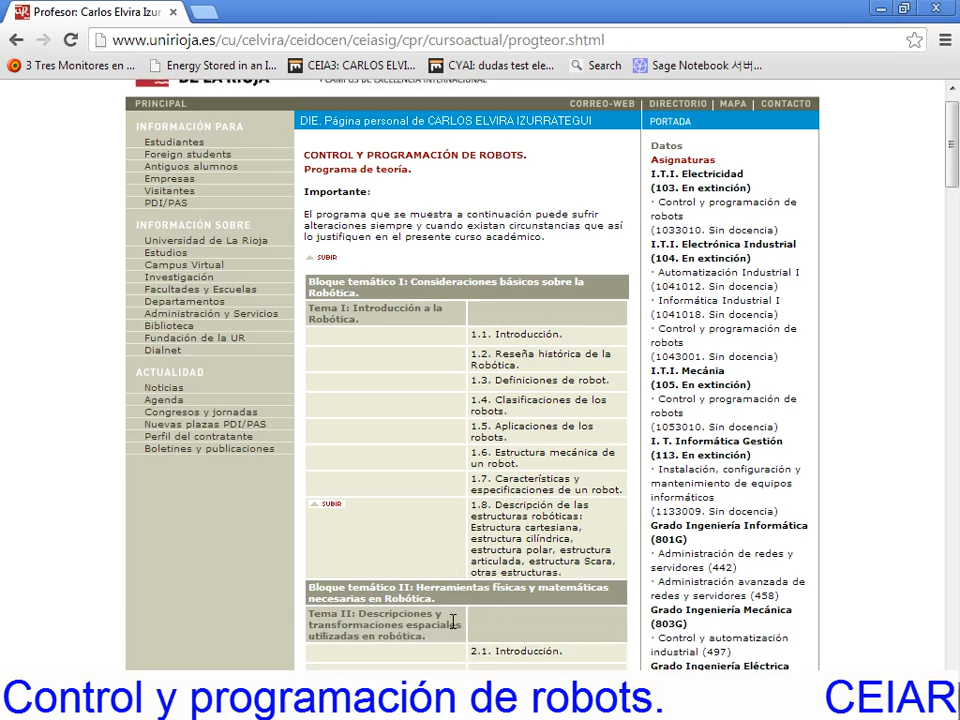 Profesor: Carlos Elvira Izur
www.unirioja.es/cu/celvira/ceidocen/ceiasig/cpr/cursoactual/progteor.shtml
3 Tres Monitores en ...
Energy Stored in an I...
CEIA3: CARLOS ELVI...
CYAI: dudas test ele...
Search
Sage Notebook 서버...
PRINCIPAL
CORREO-WEB | DIRECTORIO | MAPA | CONTACTO
INFORMACIÓN PARA
Estudiantes
Foreign students
Antiguos alumnos
Empresas
Visitantes
PDI/PAS
INFORMACIÓN SOBRE
Universidad de La Rioja
Estudios
Campus Virtual
Investigación
Facultades y Escuelas
Departamentos
Administración y Servicios
Biblioteca
Fundación de la UR
Dialnet
ACTUALIDAD
Noticias
Agenda
Congresos y jornadas
Nuevas plazas PDI/PAS
Perfil del contratante
Boletines y publicaciones
DIE. Página personal de CARLOS ELVIRA IZURRATEGUI
CONTROL Y PROGRAMACIÓN DE ROBOTS.
Programa de teoría.
Importante:
El programa que se muestra a continuación puede sufrir
alteraciones siempre y cuando existan circunstancias que así
lo justifiquen en el presente curso académico.
SUBIR
Bloque temático I: Consideraciones básicos sobre la
Robótica.
Tema I: Introducción a la
Robótica.
1.1. Introducción.
1.2. Reseña histórica de la
Robótica.
1.3. Definiciones de robot.
1.4. Clasificaciones de los
robots.
1.5. Aplicaciones de los
robots.
1.6. Estructura mecánica de
un robot.
1.7. Características y
especificaciones de un robot.
SUBIR
1.8. Descripción de las
estructuras robóticas:
Estructura cartesiana,
estructura cilíndrica,
estructura polar, estructura
articulada, estructura Scara,
otras estructuras.
Bloque temático II: Herramientas físicas y matemáticas
necesarias en Robótica.
Tema II: Descripciones y
transformaciones espaciales
utilizadas en robótica.
2.1. Introducción.
PORTADA
Datos
Asignaturas
I.T.I. Electricidad
(103. En extinción)
· Control y programación de
robots
(1033010. Sin docencia)
I.T.I. Electrónica Industrial
(104. En extinción)
· Automatización Industrial I
(1041012. Sin docencia)
· Informática Industrial I
(1041018. Sin docencia)
· Control y programación de
robots
(1043001. Sin docencia)
I.T.I. Mecánia
(105. En extinción)
· Control y programación de
robots
(1053010. Sin docencia)
I. T. Informática Gestión
(113. En extinción)
· Instalación, configuración y
mantenimiento de equipos
informáticos
(1133009. Sin docencia)
Grado Ingeniería Informática
(801G)
· Administración de redes y
servidores (442)
· Administración avanzada de
redes y servidores (458)
Grado Ingeniería Mecánica
(803G)
· Control y automatización
industrial (497)
Grado Ingeniería Eléctrica
Control y programación de robots. CEIAR